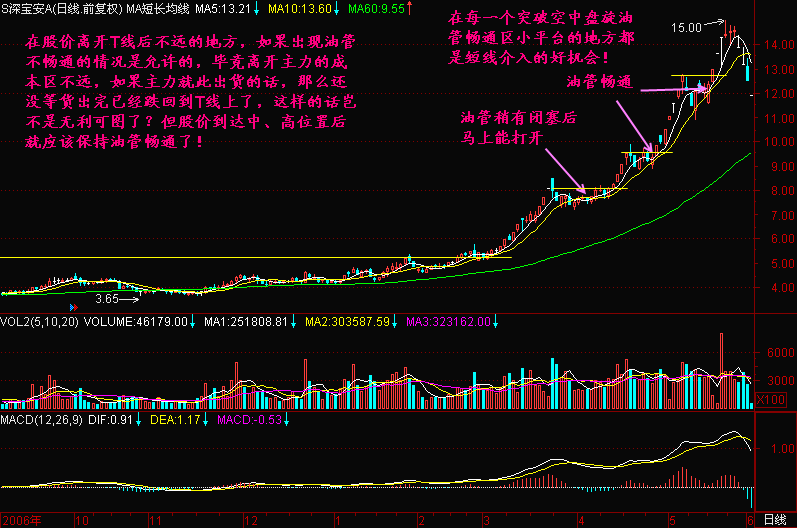 S深宝安A(日线.前复权) MA短长均线 MA5:13.21↓ MA10:13.60↓ MA60:9.55↑
在每一个突破空中盘旋油
管畅通区小平台的地方都
是短线介入的好机会!
15.00
在股价离开T线后不远的地方，如果出现油管
不畅通的情况是允许的，毕竟离开主力的成
本区不远，如果主力就此出货的话，那么还
没等货出完已经跌回到T线上了，这样的话岂
不是无利可图了？但股价到达中、高位置后
就应该保持油管畅通了！
油管畅通
油管稍有闭塞后
马上能打开
14.00
13.00
12.00
11.00
10.00
9.00
8.00
7.00
6.00
5.00
4.00
3.65
VOL2(5,10,20) VOLUME:46179.00↓ MA1:251808.81↓ MA2:303587.59↓ MA3:323162.00↓
6000
3000
X100
MACD(12,26,9) DIF:0.91↓ DEA:1.17↓ MACD:-0.53↓
1.00
2006年 10 11 12 1 2 3 4 5 6 日线